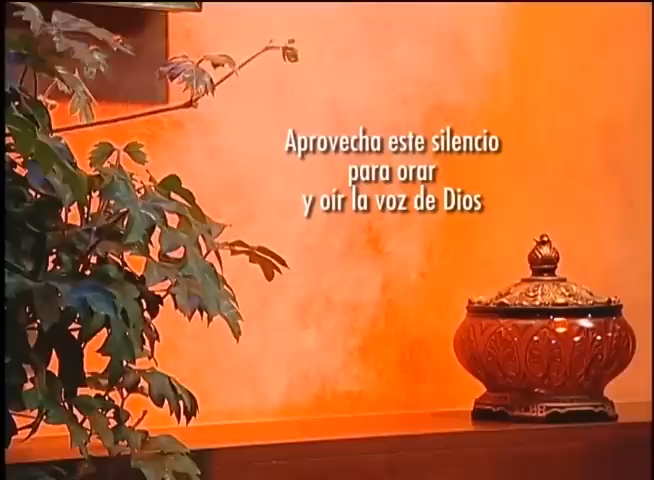 Aprovecha este silencio
para orar
y oír la voz de Dios